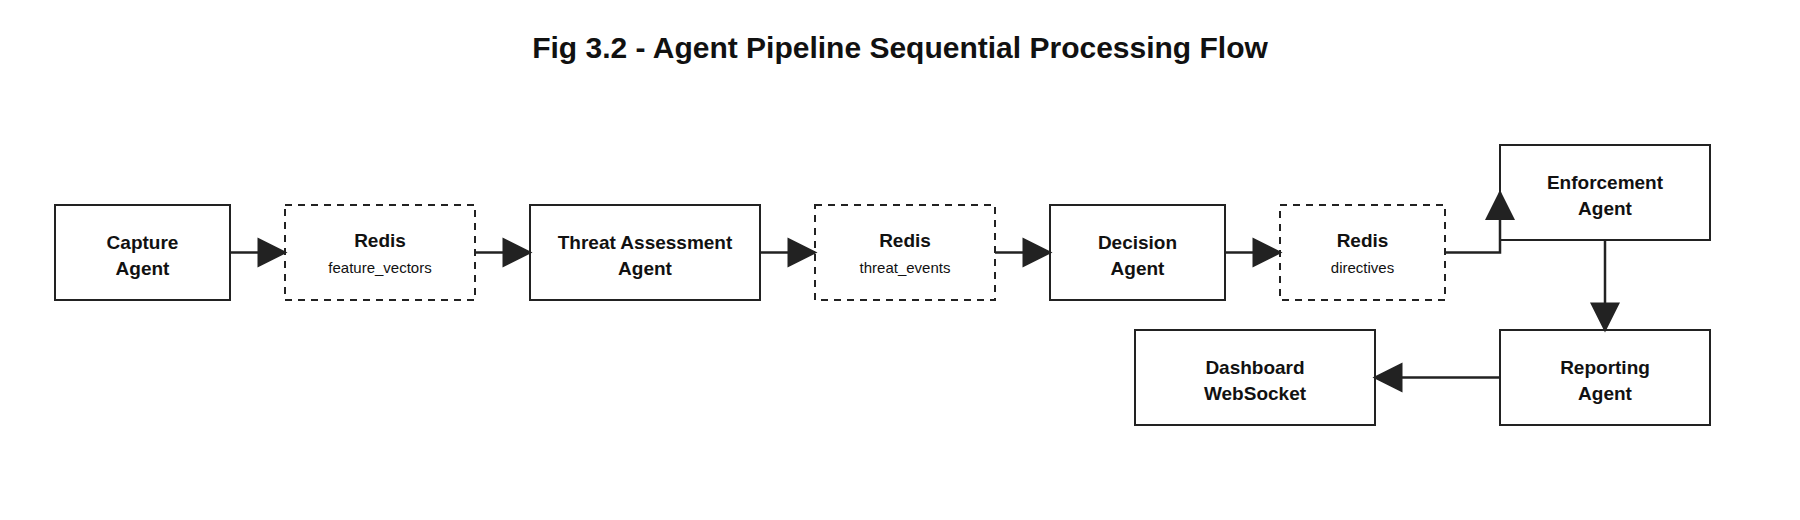 Fig 3.2 - Agent Pipeline Sequential Processing Flow
Capture
Agent
Redis
feature_vectors
Threat Assessment
Agent
Redis
threat_events
Decision
Agent
Redis
directives
Enforcement
Agent
Reporting
Agent
Dashboard
WebSocket